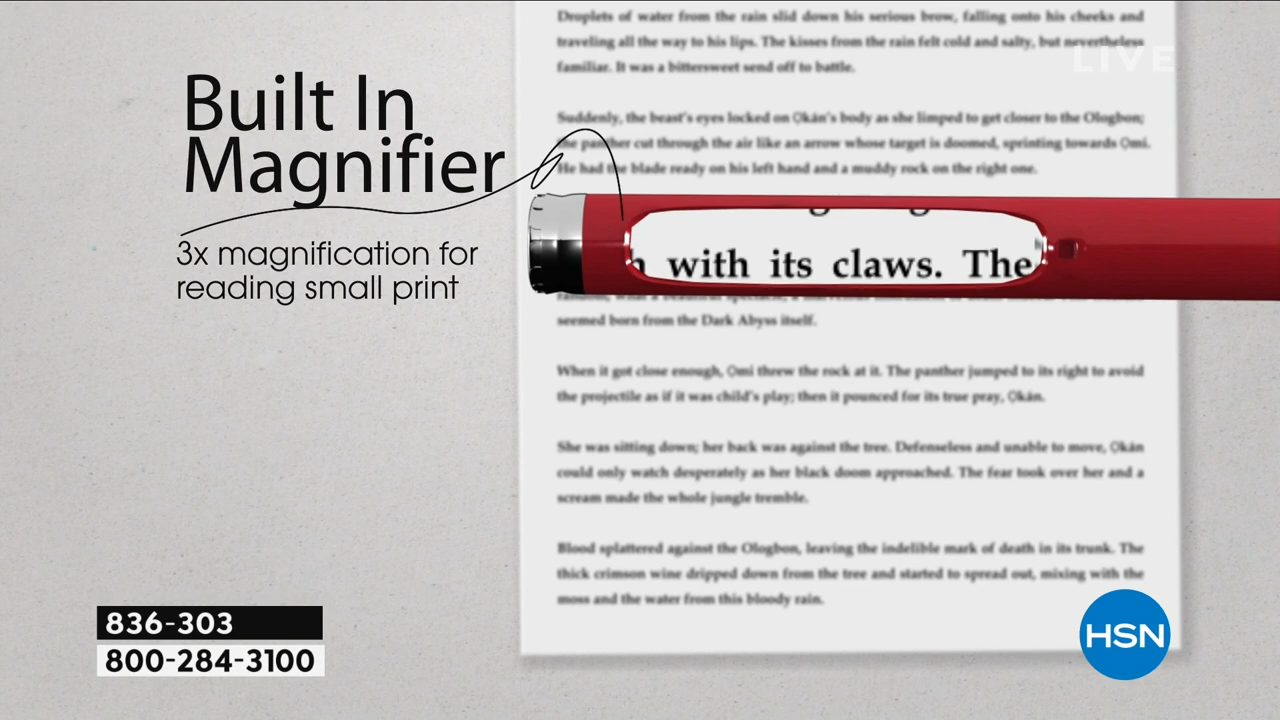 Built In
Magnifier
3x magnification for
reading small print
LIVE
Droplets of water from the rain slid down his serious brow, falling onto his cheeks and
traveling all the way to his lips. The kisses from the rain felt cold and salty, but nevertheless
familiar. It was a bittersweet send off to battle.
Suddenly, the beast's eyes locked on Ọkán's body as she limped to get closer to the Ologbon;
the panther cut through the air like an arrow whose target is doomed, sprinting towards Ọmi.
He had the blade ready on his left hand and a muddy rock on the right one.
with its claws. The
seemed born from the Dark Abyss itself.
When it got close enough, Ọmi threw the rock at it. The panther jumped to its right to avoid
the projectile as if it was child's play; then it pounced for its true pray, Ọkán.
She was sitting down; her back was against the tree. Defenseless and unable to move, Ọkán
could only watch desperately as her black doom approached. The fear took over her and a
scream made the whole jungle tremble.
Blood splattered against the Ologbon, leaving the indelible mark of death in its trunk. The
thick crimson wine dripped down from the tree and started to spread out, mixing with the
moss and the water from this bloody rain.
836-303
800-284-3100
HSN